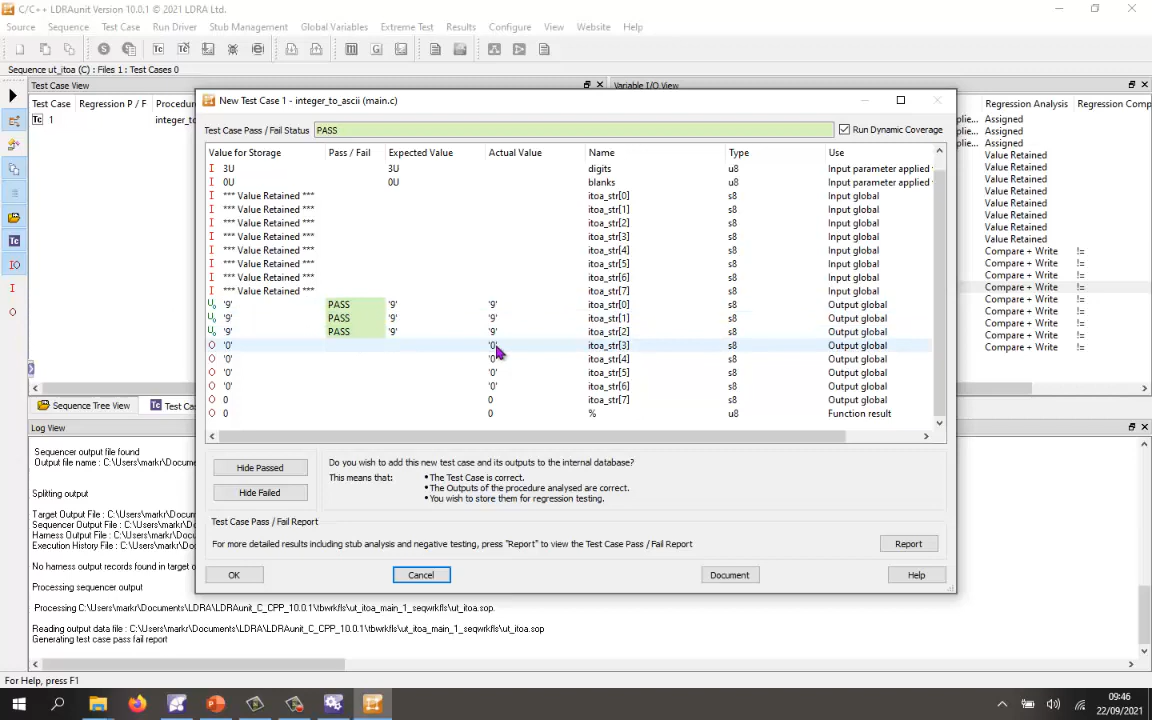 C/C++ LDRAunit Version 10.0.1 © 2021 LDRA Ltd.
Source Sequence Test Case Run Driver Stub Management Global Variables Extreme Test Results Configure View Website Help
Sequence ut_itoa (C) : Files 1 : Test Cases 0
Test Case View
Variable I/O View
Test Case Regression P / F Procedu
Regression Analysis Regression Comp
Tc 1 integer_to
New Test Case 1 - integer_to_ascii (main.c)
Test Case Pass / Fail Status PASS Run Dynamic Coverage
Value for Storage Pass / Fail Expected Value Actual Value Name Type Use
I 3U 3U digits u8 Input parameter applied
I 0U 0U blanks u8 Input parameter applied
I *** Value Retained *** itoa_str[0] s8 Input global
I *** Value Retained *** itoa_str[1] s8 Input global
I *** Value Retained *** itoa_str[2] s8 Input global
I *** Value Retained *** itoa_str[3] s8 Input global
I *** Value Retained *** itoa_str[4] s8 Input global
I *** Value Retained *** itoa_str[5] s8 Input global
I *** Value Retained *** itoa_str[6] s8 Input global
I *** Value Retained *** itoa_str[7] s8 Input global
'9' PASS '9' '9' itoa_str[0] s8 Output global
'9' PASS '9' '9' itoa_str[1] s8 Output global
'9' PASS '9' '9' itoa_str[2] s8 Output global
O '0' '0' itoa_str[3] s8 Output global
O '0' '0' itoa_str[4] s8 Output global
O '0' '0' itoa_str[5] s8 Output global
O '0' '0' itoa_str[6] s8 Output global
O 0 0 itoa_str[7] s8 Output global
O 0 0 % u8 Function result
plie... Assigned
plie... Assigned
plie... Assigned
Value Retained
Value Retained
Value Retained
Value Retained
Value Retained
Value Retained
Value Retained
Value Retained
Compare + Write !=
Compare + Write !=
Compare + Write !=
Compare + Write !=
Compare + Write !=
Compare + Write !=
Compare + Write !=
Compare + Write !=
Compare + Write !=
Hide Passed
Hide Failed
Do you wish to add this new test case and its outputs to the internal database?
This means that: •The Test Case is correct.
•The Outputs of the procedure analysed are correct.
•You wish to store them for regression testing.
Test Case Pass / Fail Report
For more detailed results including stub analysis and negative testing, press "Report" to view the Test Case Pass / Fail Report
Report
OK Cancel Document Help
Sequence Tree View Tc Test Ca
Log View
Sequencer output file found
Output file name : C:\Users\markr\Docume
Splitting output
Target Output File : C:\Users\markr\Docum
Sequencer Output File : C:\Users\markr\Do
Harness Output File : C:\Users\markr\Docu
Execution History File : C:\Users\markr\Do
No harness output records found in target o
Processing sequencer output
Processing C:\Users\markr\Documents\LDRA\LDRAunit_C_CPP_10.0.1\tbwrkfls\ut_itoa_main_1_seqwrkfls\ut_itoa.sop.
Reading output data file : C:\Users\markr\Documents\LDRA\LDRAunit_C_CPP_10.0.1\tbwrkfls\ut_itoa_main_1_seqwrkfls\ut_itoa.sop
Generating test case pass fail report
For Help, press F1
09:46
22/09/2021